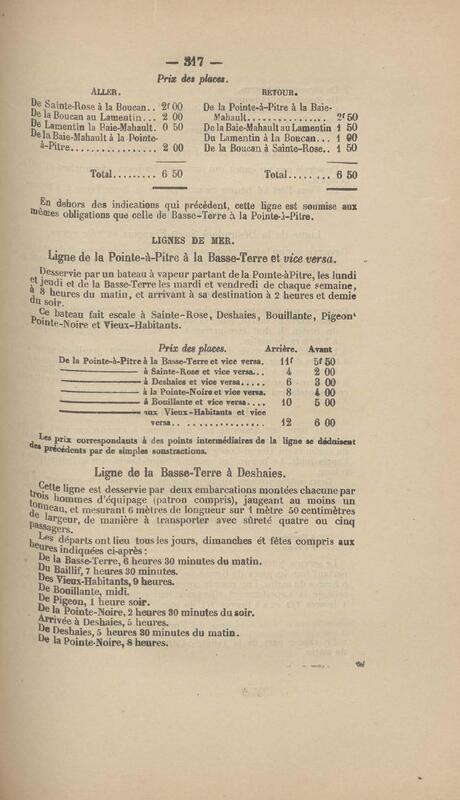 — 317 —
Prix des places.
ALLER.
De Sainte-Rose à la Boucan.. 2f 00
De la Boucan au Lamentin... 2 00
De Lamentin la Baie-Mahault. 0 50
De la Baie-Mahault à la Pointe-
à-Pitre.................. 2 00
Total......... 6 50
RETOUR.
De la Pointe-à-Pitre à la Baie-
Mahault................ 2f 50
De la Baie-Mahault au Lamentin 1 50
Du Lamentin à la Boucan... 1 00
De la Boucan à Sainte-Rose.. 1 50
Total........ 6 50
En dehors des indications qui précèdent, cette ligne est soumise aux
mêmes obligations que celle de Basse-Terre à la Pointe-à-Pitre.
LIGNES DE MER.
Ligne de la Pointe-à-Pitre à la Basse-Terre et vice versa.
Desservie par un bateau à vapeur partant de la Pointe-àPitre, les lundi
et jeudi et de la Basse-Terre les mardi et vendredi de chaque semaine,
à 8 heures du matin, et arrivant à sa destination à 2 heures et demie
du soir.
Ce bateau fait escale à Sainte-Rose, Deshaies, Bouillante, Pigeon'
Pointe-Noire et Vieux-Habitants.
Prix des places. Arrière. Avant
De la Pointe-à-Pitre à la Basse-Terre et vice versa. 11f 5f 50
——— à Sainte-Rose et vice versa... 4 2 00
——— à Deshaies et vice versa..... 6 3 00
——— à la Pointe-Noire et vice versa. 8 4 00
——— à Bouillante et vice versa.... 10 5 00
——— aux Vieux-Habitants et vice
versa.. ............... 12 6 00
Les prix correspondants à des points intermédiaires de la ligne se déduisent
des précédents par de simples soustractions.
Ligne de la Basse-Terre à Deshaies.
Cette ligne est desservie par deux embarcations montées chacune par
trois hommes d'équipage (patron compris), jaugeant au moins un
tonneau, et mesurant 6 mètres de longueur sur 1 mètre 50 centimètres
de largeur, de manière à transporter avec sûreté quatre ou cinq
passagers.
Les départs ont lieu tous les jours, dimanches ét fêtes compris aux
heures indiquées ci-après :
De la Basse-Terre, 6 heures 30 minutes du matin.
Du Baillif, 7 heures 30 minutes.
Des Vieux-Habitants, 9 heures.
De Bouillante, midi.
De Pigeon, 1 heure soir.
De la Pointe-Noire, 2 heures 30 minutes du soir.
Arrivée à Deshaies, 5 heures.
De Deshaies, 5 heures 30 minutes du matin.
De la Pointe-Noire, 8 heures.